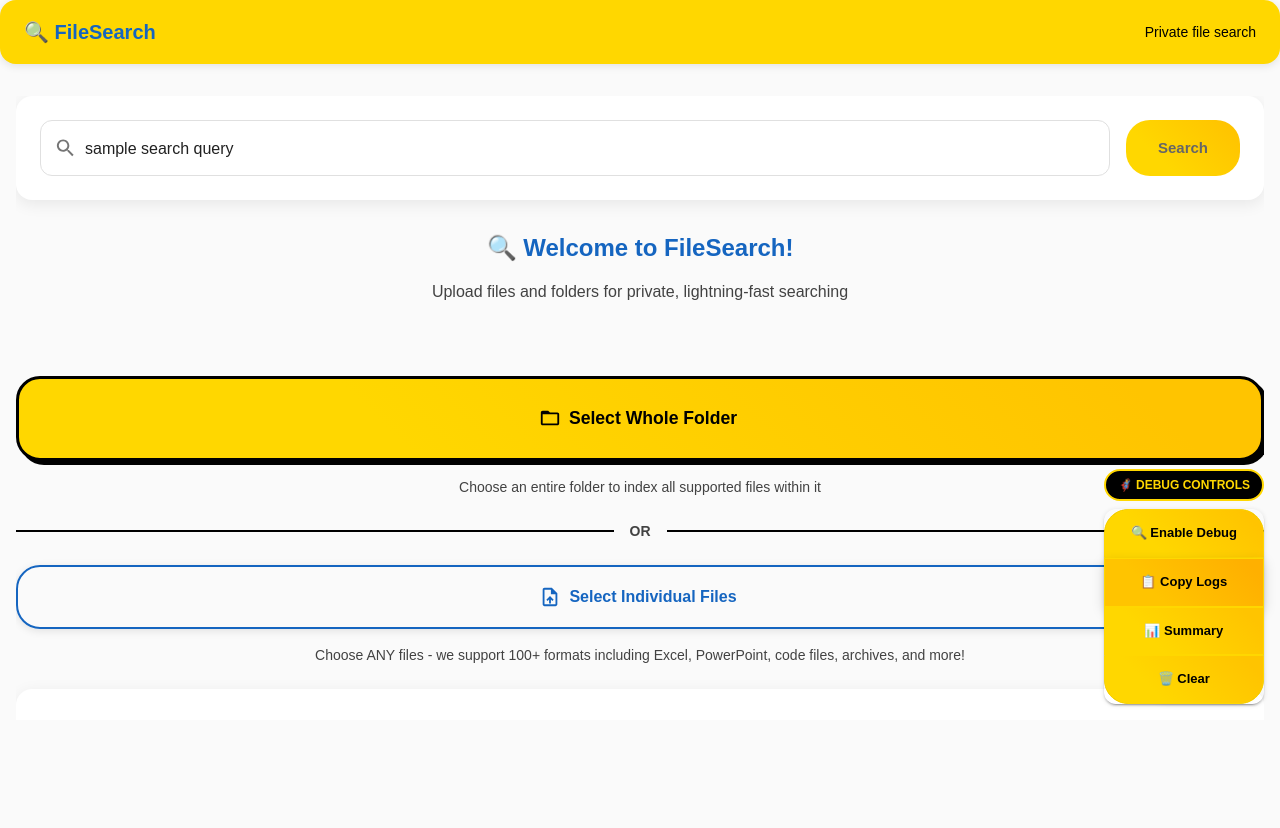 🔍 FileSearch
Private file search
sample search query
Search
🔍 Welcome to FileSearch!
Upload files and folders for private, lightning-fast searching
Select Whole Folder
Choose an entire folder to index all supported files within it
DEBUG CONTROLS
🔍 Enable Debug
OR
📋 Copy Logs
Select Individual Files
📊 Summary
Choose ANY files - we support 100+ formats including Excel, PowerPoint, code files, archives, and more!
🗑️ Clear